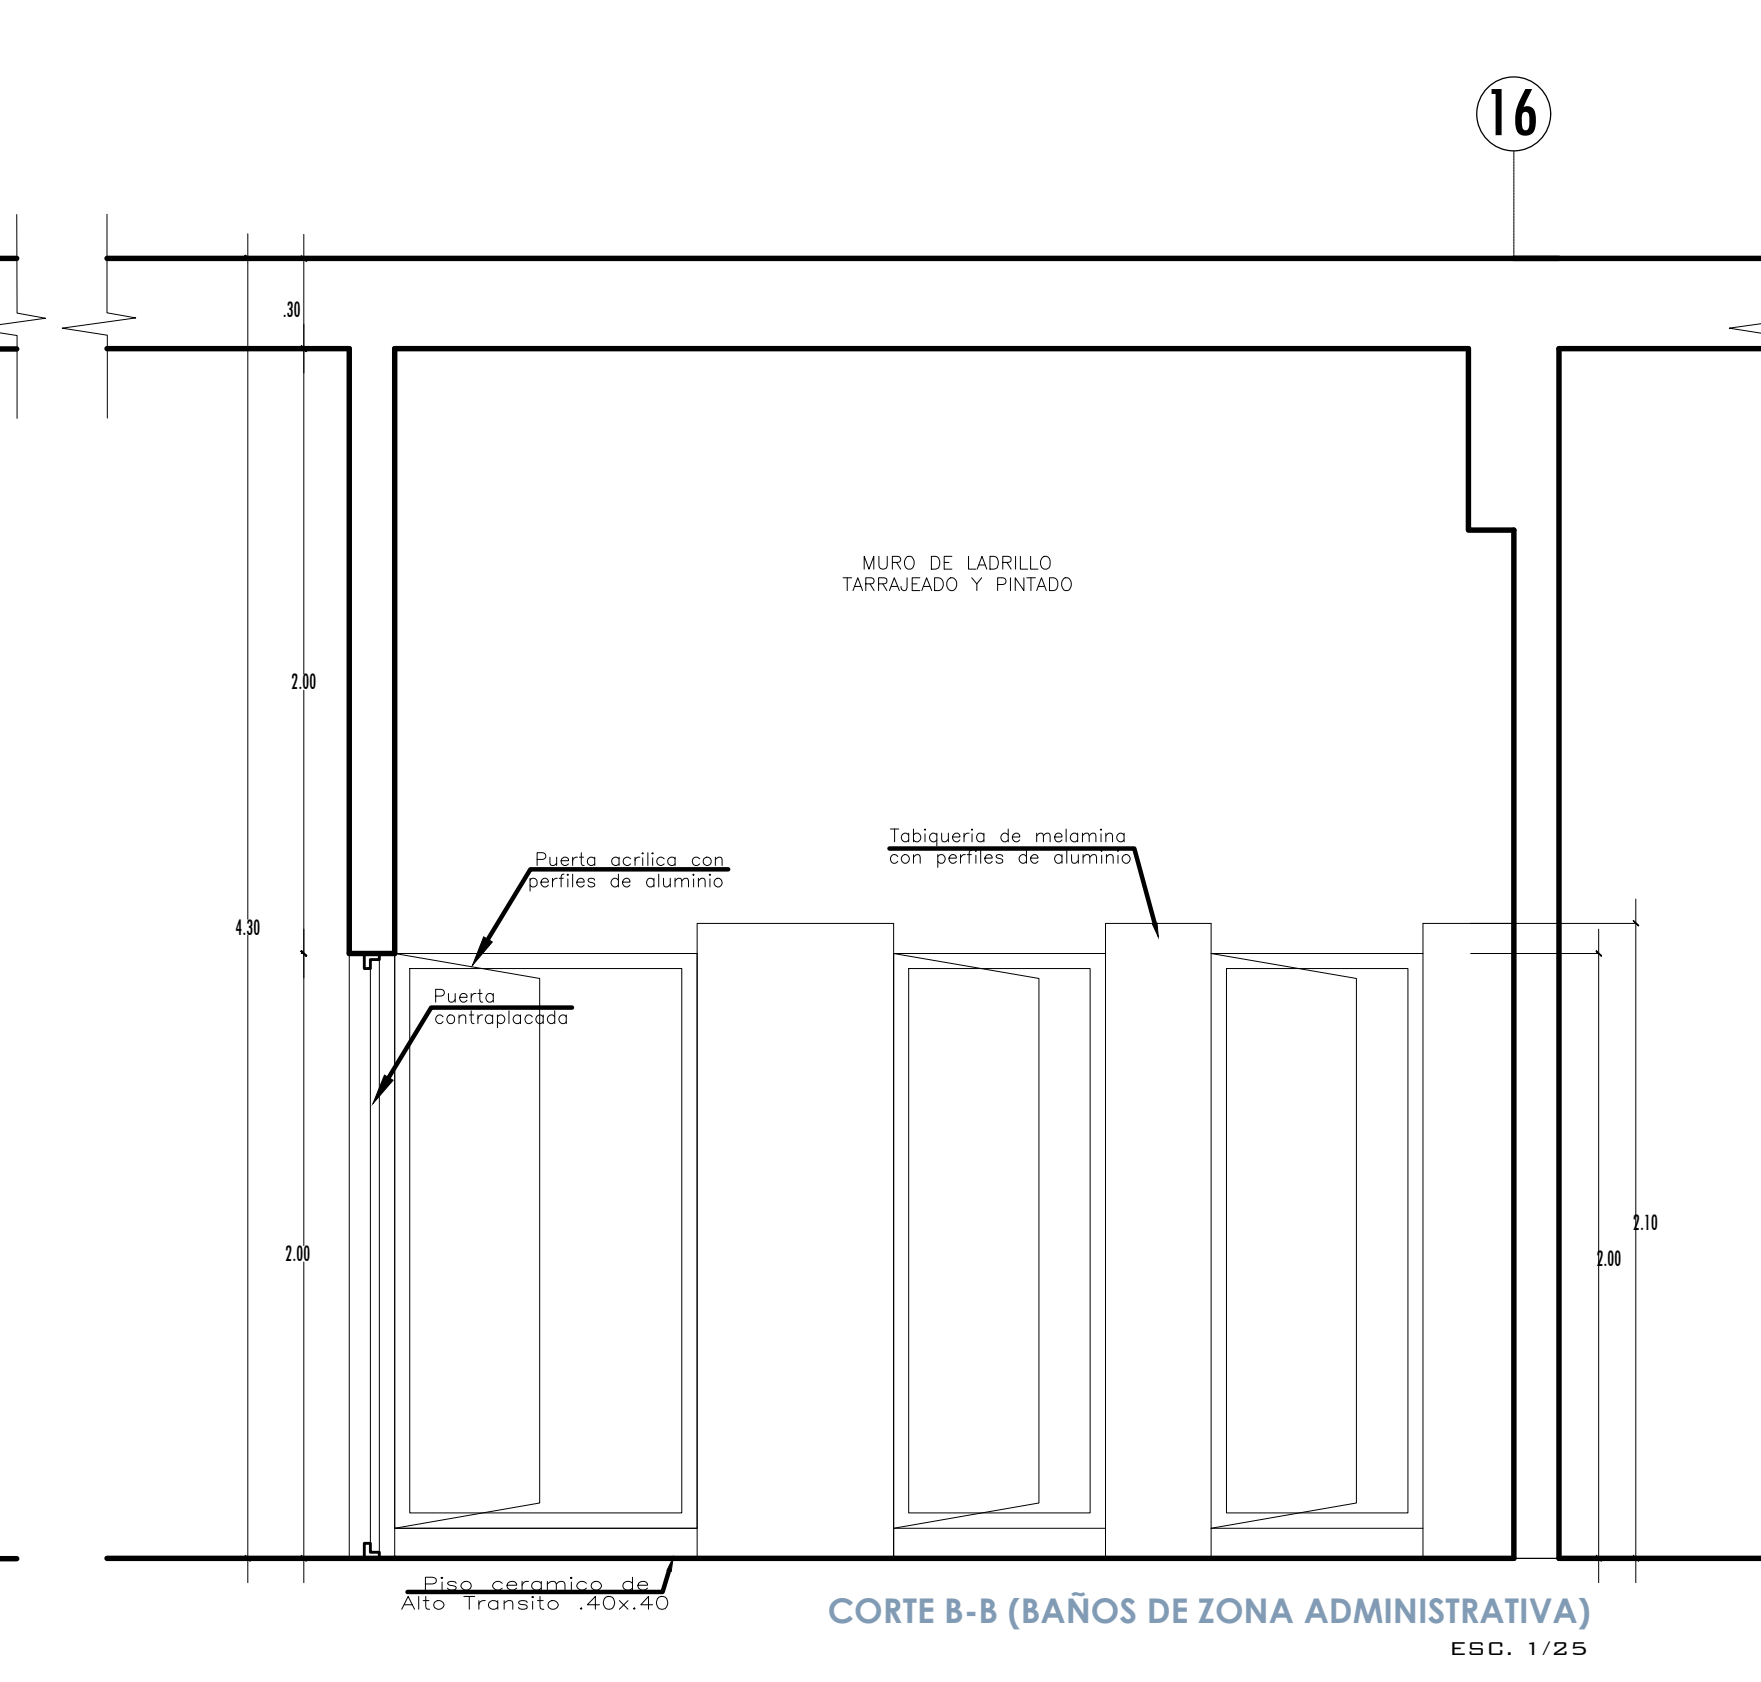 16
.30
MURO DE LADRILLO
TARRAJEADO Y PINTADO
2.00
Tabiqueria de melamina
con perfiles de aluminio
Puerta acrilica con
perfiles de aluminio
4.30
Puerta
contraplacada
2.10
2.00
2.00
Piso ceramico de
Alto Transito .40x.40
CORTE B-B (BAÑOS DE ZONA ADMINISTRATIVA)
ESC. 1/25